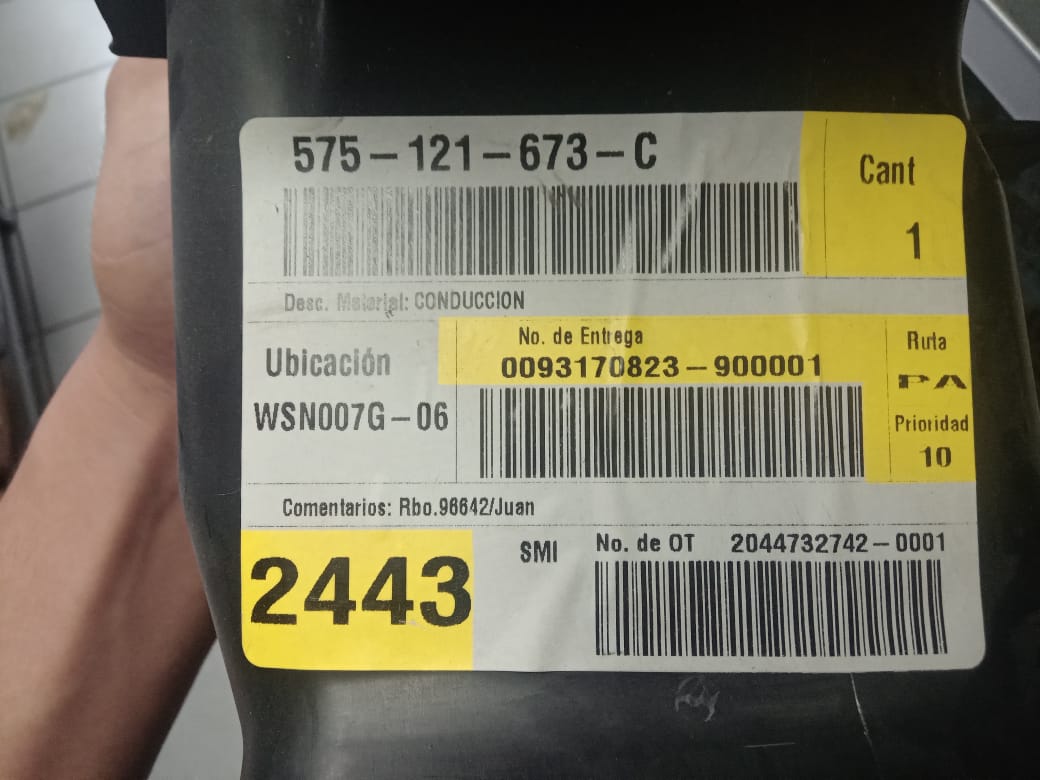 575-121-673-C
Cant
1
Desc. Material: CONDUCCION
No. de Entrega
0093170823-900001
Ruta
PA
Ubicación
WSN007G-06
Prioridad
10
Comentarios: Rbo.98642/Juan
2443
SMI
No. de OT 2044732742-0001